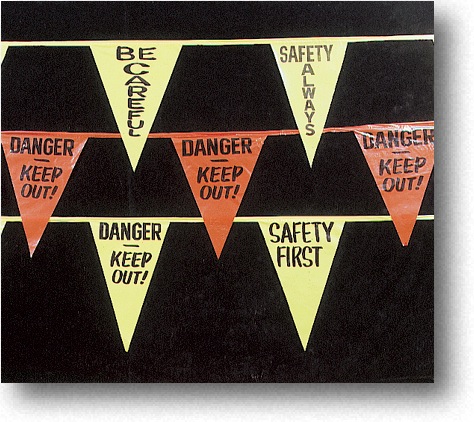 BE
CAREFUL
SAFETY
ALWAYS
DANGER
KEEP
OUT!
DANGER
KEEP
OUT!
DANGER
KEEP
OUT!
DANGER
KEEP
OUT!
SAFETY
FIRST